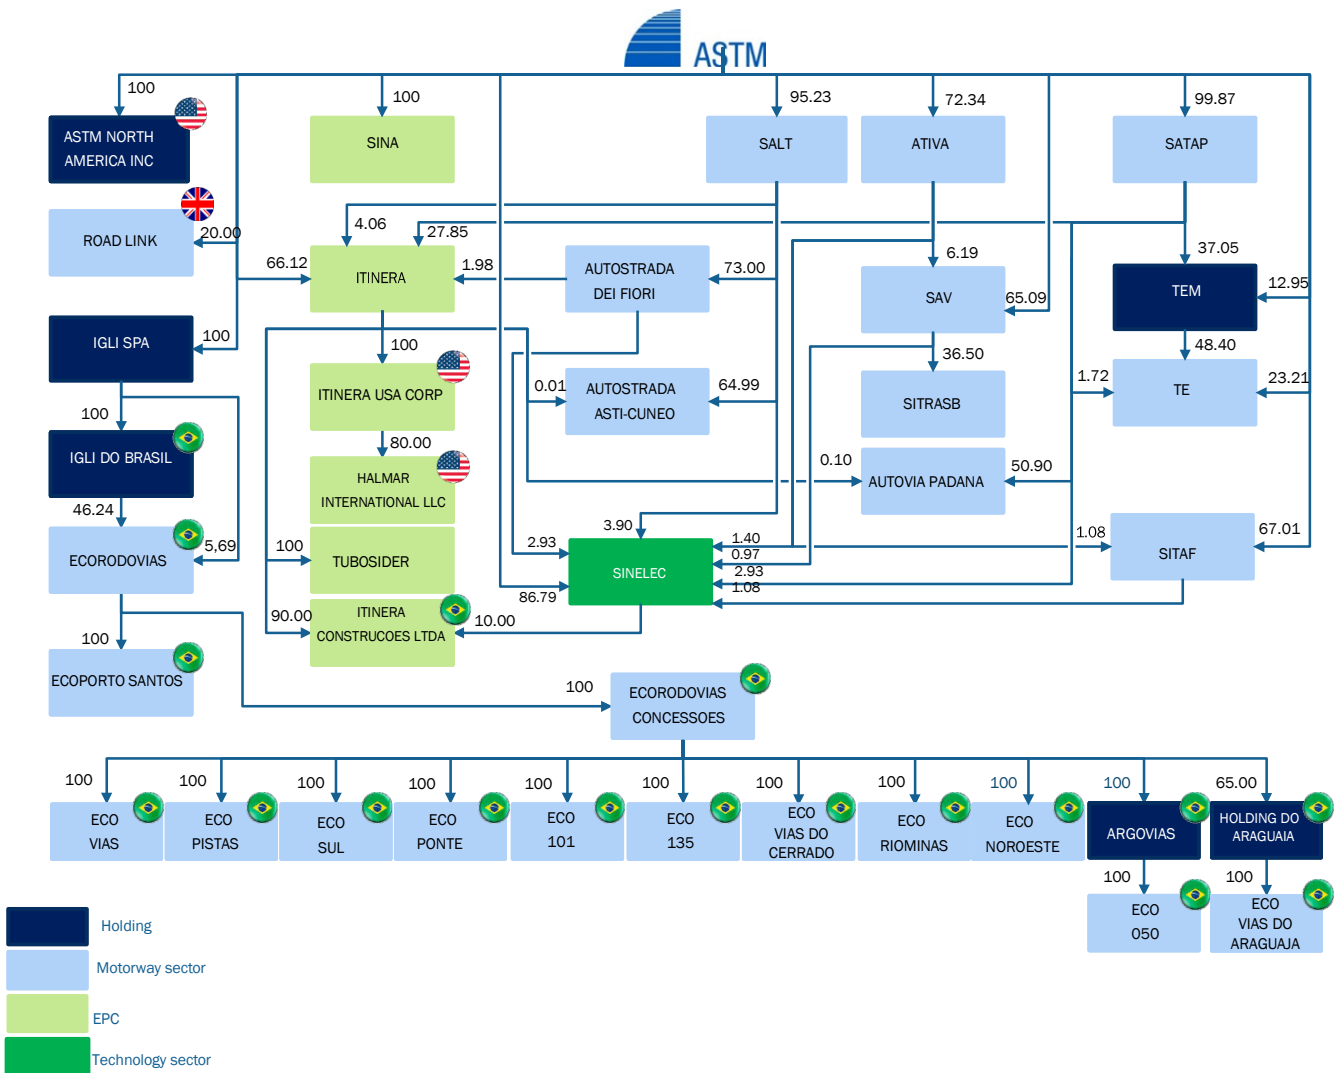 ASTM
100
100
95.23
72.34
99.87
ASTM NORTH
AMERICA INC
SINA
SALT
ATIVA
SATAP
ROAD LINK
20.00
4.06
27.85
66.12
ITINERA
1.98
AUTOSTRADA
DEI FIORI
73.00
6.19
SAV
65.09
37.05
TEM
12.95
IGLI SPA
100
100
36.50
48.40
ITINERA USA CORP
0.01
AUTOSTRADA
ASTI-CUNEO
64.99
SITRASB
1.72
TE
23.21
100
IGLI DO BRASIL
80.00
HALMAR
INTERNATIONAL LLC
0.10
AUTOVIA PADANA
50.90
46.24
ECORODOVIAS
5,69
100
TUBOSIDER
3.90
2.93
SINELEC
86.79
1.40
0.97
2.93
1.08
1.08
SITAF
67.01
90.00
ITINERA
CONSTRUCOES LTDA
10.00
100
ECOPORTO SANTOS
100
ECORODOVIAS
CONCESSOES
100
100
100
100
100
100
100
100
100
100
65.00
ECO
VIAS
ECO
PISTAS
ECO
SUL
ECO
PONTE
ECO
101
ECO
135
ECO
VIAS DO
CERRADO
ECO
RIOMINAS
ECO
NOROESTE
ARGOVIAS
HOLDING DO
ARAGUAIA
100
100
ECO
050
ECO
VIAS DO
ARAGUAJA
Holding
Motorway sector
EPC
Technology sector